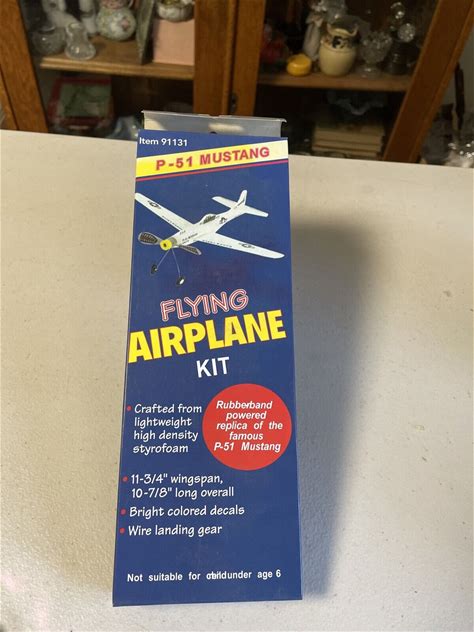 Item 91131
P-51 MUSTANG
FLYING
AIRPLANE
KIT
• Crafted from
lightweight
high density
styrofoam
Rubberband
powered
replica of the
famous
P-51 Mustang
• 11-3/4" wingspan,
10-7/8" long overall
• Bright colored decals
• Wire landing gear
Not suitable for under age 6